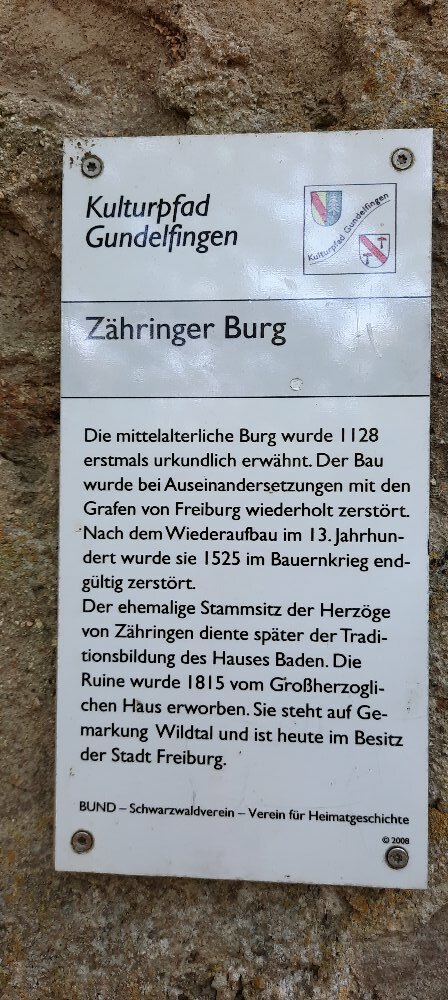 Kulturpfad
Gundelfingen
Kulturpfad Gundelfingen
Zähringer Burg
Die mittelalterliche Burg wurde 1128
erstmals urkundlich erwähnt. Der Bau
wurde bei Auseinandersetzungen mit den
Grafen von Freiburg wiederholt zerstört.
Nach dem Wiederaufbau im 13. Jahrhun-
dert wurde sie 1525 im Bauernkrieg end-
gültig zerstört.
Der ehemalige Stammsitz der Herzöge
von Zähringen diente später der Tradi-
tionsbildung des Hauses Baden. Die
Ruine wurde 1815 vom Großherzogli-
chen Haus erworben. Sie steht auf Ge-
markung Wildtal und ist heute im Besitz
der Stadt Freiburg.
BUND – Schwarzwaldverein – Verein für Heimatgeschichte
© 2008